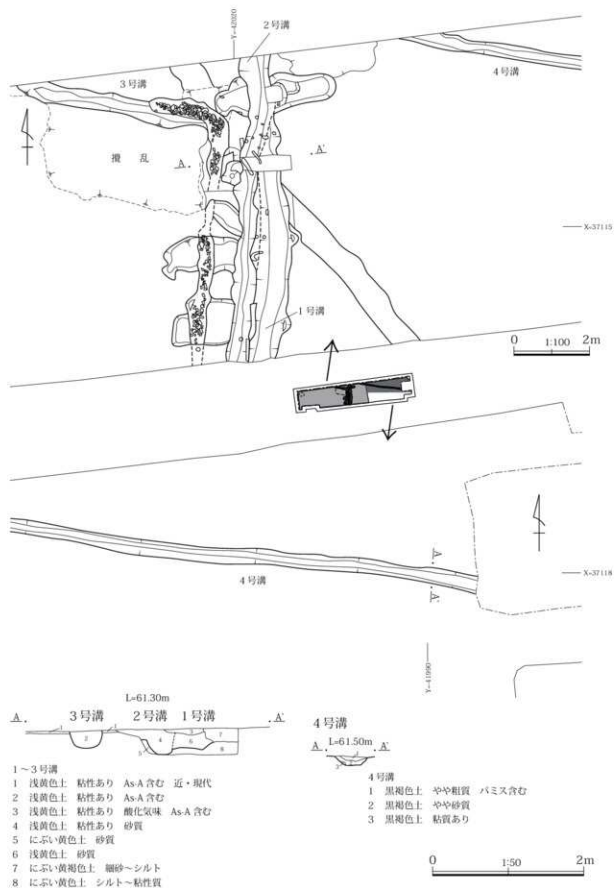 Y-42020
2号溝
3号溝
4号溝
撹乱
A
A'
X-37115
1号溝
0 1:100 2m
A
A'
X-37118
4号溝
Y-41990
L=61.30m
A 3号溝 2号溝 1号溝 A'
1 1 2 3 4 5 6 7 8
1～3号溝
1 浅黄色土 粘性あり As-A含む 近・現代
2 浅黄色土 粘性あり As-A含む
3 浅黄色土 粘性あり 酸化気味 As-A含む
4 浅黄色土 粘性あり 砂質
5 にぶい黄色土 砂質
6 浅黄色土 砂質
7 にぶい黄褐色土 細砂～シルト
8 にぶい黄色土 シルト～粘性質
4号溝
A L=61.50m A'
4号溝
1 黒褐色土 やや粗質 パミス含む
2 黒褐色土 やや砂質
3 黒褐色土 粘質あり
0 1:50 2m